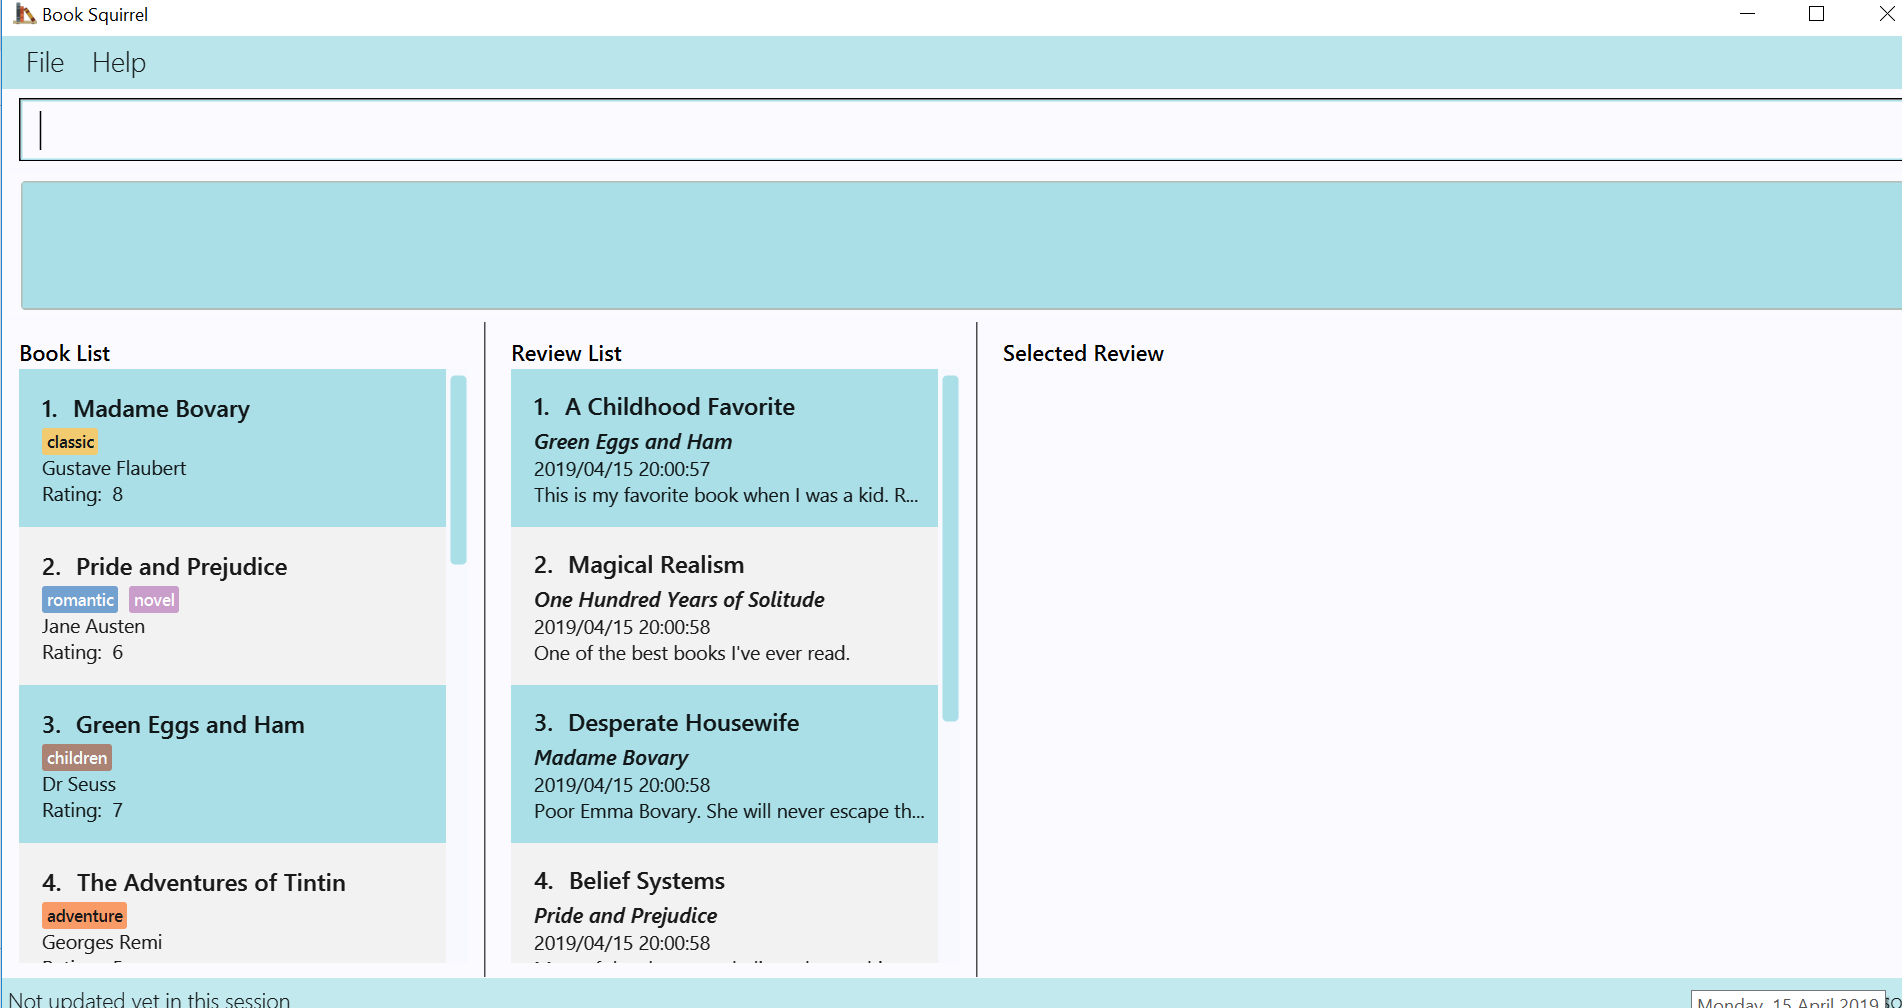 Book Squirrel
File Help
Book List
1. Madame Bovary
classic
Gustave Flaubert
Rating: 8
2. Pride and Prejudice
romantic novel
Jane Austen
Rating: 6
3. Green Eggs and Ham
children
Dr Seuss
Rating: 7
4. The Adventures of Tintin
adventure
Georges Remi
Review List
1. A Childhood Favorite
Green Eggs and Ham
2019/04/15 20:00:57
This is my favorite book when I was a kid. R...
2. Magical Realism
One Hundred Years of Solitude
2019/04/15 20:00:58
One of the best books I've ever read.
3. Desperate Housewife
Madame Bovary
2019/04/15 20:00:58
Poor Emma Bovary. She will never escape th...
4. Belief Systems
Pride and Prejudice
2019/04/15 20:00:58
Selected Review
Not updated yet in this session
Monday, 15 April 2019